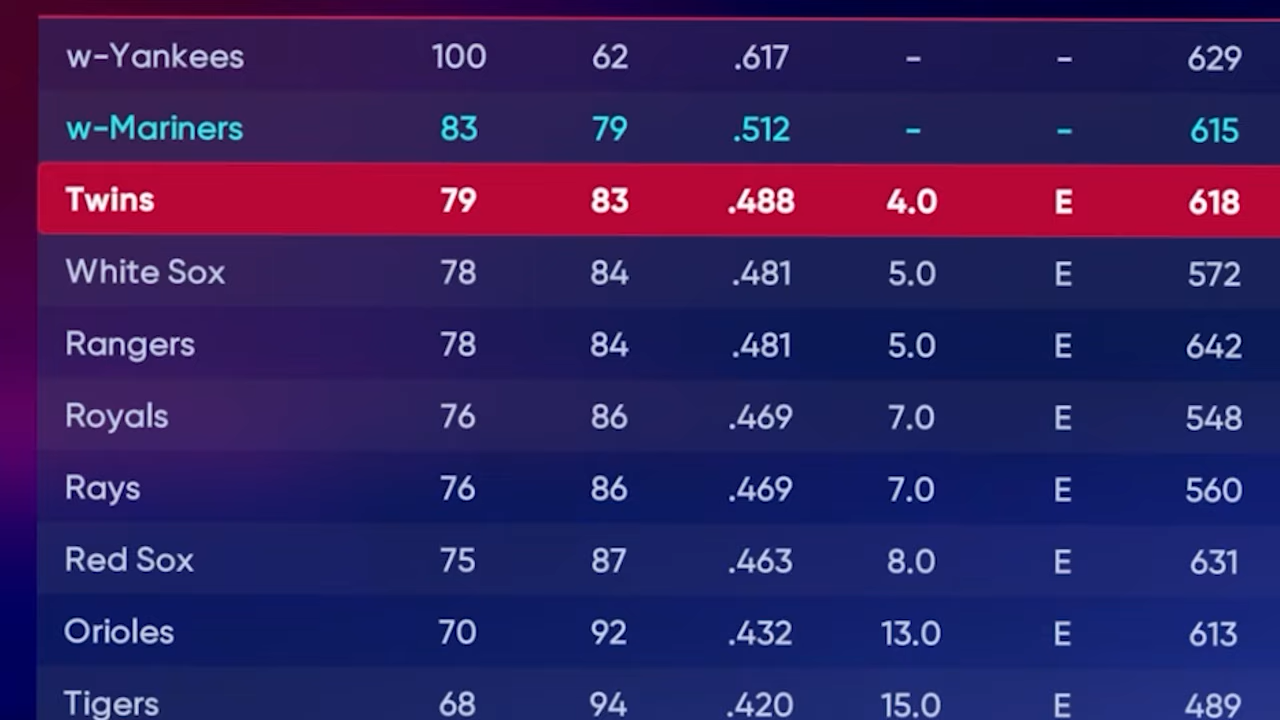 w-Yankees 100 62 .617 - - 629
w-Mariners 83 79 .512 - - 615
Twins 79 83 .488 4.0 E 618
White Sox 78 84 .481 5.0 E 572
Rangers 78 84 .481 5.0 E 642
Royals 76 86 .469 7.0 E 548
Rays 76 86 .469 7.0 E 560
Red Sox 75 87 .463 8.0 E 631
Orioles 70 92 .432 13.0 E 613
Tigers 68 94 .420 15.0 E 489